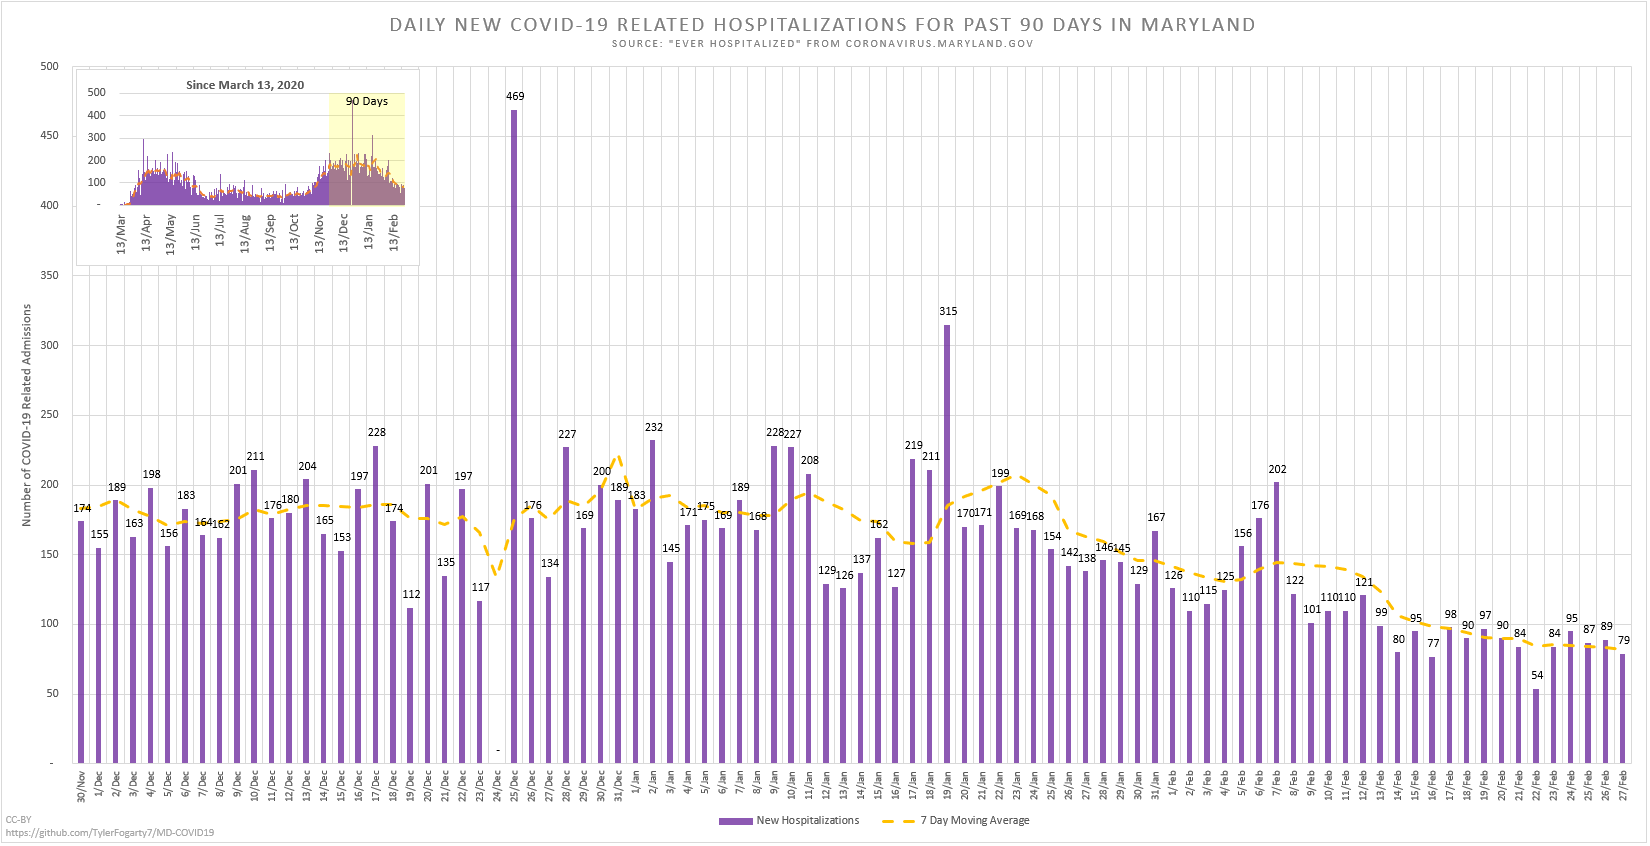 DAILY NEW COVID-19 RELATED HOSPITALIZATIONS FOR PAST 90 DAYS IN MARYLAND
SOURCE: "EVER HOSPITALIZED" FROM CORONAVIRUS.MARYLAND.GOV
Number of COVID-19 Related Admissions
500
450
400
350
300
250
200
150
100
50
-
Since March 13, 2020
90 Days
500
400
300
200
100
-
13/Mar 13/Apr 13/May 13/Jun 13/Jul 13/Aug 13/Sep 13/Oct 13/Nov 13/Dec 13/Jan 13/Feb
174 155 189 163 198 156 183 164 162 201 211 176 180 204 165 153 197 228 174 112 201 135 197 117 - 469 176 134 227 169 200 189 183 232 145 171 175 169 189 168 228 227 208 129 126 137 162 127 219 211 315 170 171 199 169 168 154 142 138 146 145 129 167 126 110 115 125 156 176 202 122 101 110 110 121 99 80 95 77 98 90 97 90 84 54 84 95 87 89 79
30/Nov 1/Dec 2/Dec 3/Dec 4/Dec 5/Dec 6/Dec 7/Dec 8/Dec 9/Dec 10/Dec 11/Dec 12/Dec 13/Dec 14/Dec 15/Dec 16/Dec 17/Dec 18/Dec 19/Dec 20/Dec 21/Dec 22/Dec 23/Dec 24/Dec 25/Dec 26/Dec 27/Dec 28/Dec 29/Dec 30/Dec 31/Dec 1/Jan 2/Jan 3/Jan 4/Jan 5/Jan 6/Jan 7/Jan 8/Jan 9/Jan 10/Jan 11/Jan 12/Jan 13/Jan 14/Jan 15/Jan 16/Jan 17/Jan 18/Jan 19/Jan 20/Jan 21/Jan 22/Jan 23/Jan 24/Jan 25/Jan 26/Jan 27/Jan 28/Jan 29/Jan 30/Jan 31/Jan 1/Feb 2/Feb 3/Feb 4/Feb 5/Feb 6/Feb 7/Feb 8/Feb 9/Feb 10/Feb 11/Feb 12/Feb 13/Feb 14/Feb 15/Feb 16/Feb 17/Feb 18/Feb 19/Feb 20/Feb 21/Feb 22/Feb 23/Feb 24/Feb 25/Feb 26/Feb 27/Feb
New Hospitalizations 7 Day Moving Average
CC-BY
https://github.com/TylerFogarty7/MD-COVID19